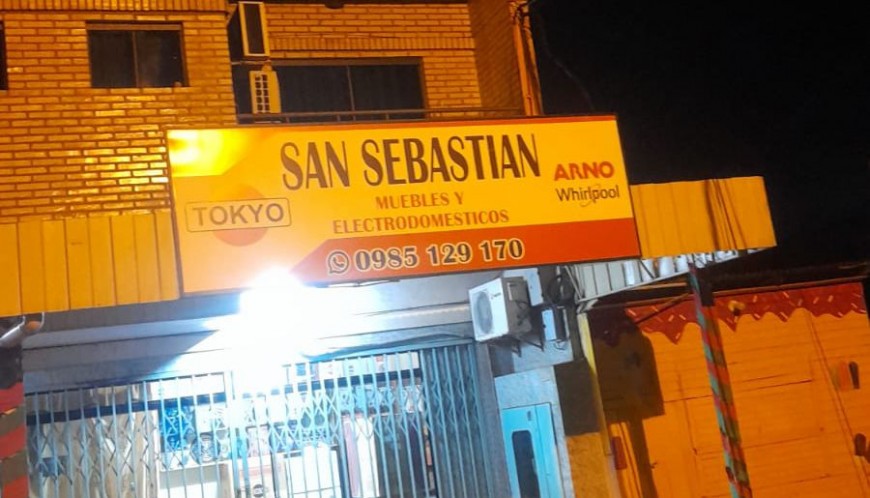 SAN SEBASTIAN
ARNO
Whirlpool
TOKYO
MUEBLES Y
ELECTRODOMESTICOS
0985 129 170